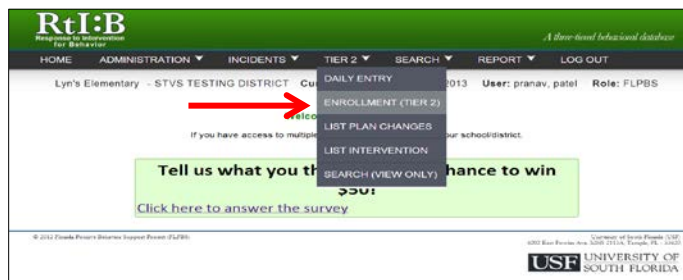 RtI:B
Response to Intervention
for Behavior
A three-tiered behavioral database
HOME ADMINISTRATION INCIDENTS TIER 2 SEARCH REPORT LOG OUT
Lyn's Elementary - STVS TESTING DISTRICT 2013 User: pranav, patel Role: FLPBS
DAILY ENTRY
ENROLLMENT (TIER 2)
LIST PLAN CHANGES
LIST INTERVENTION
SEARCH (VIEW ONLY)
If you have access to multiple school/district.
Tell us what you to win
$50!
Click here to answer the survey
USF UNIVERSITY OF
SOUTH FLORIDA